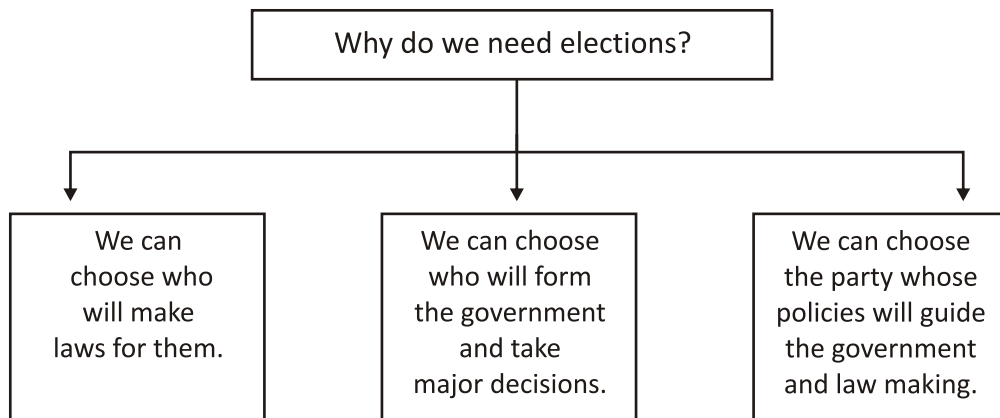 Why do we need elections?
We can
choose who
will make
laws for them.
We can choose
who will form
the government
and take
major decisions.
We can choose
the party whose
policies will guide
the government
and law making.